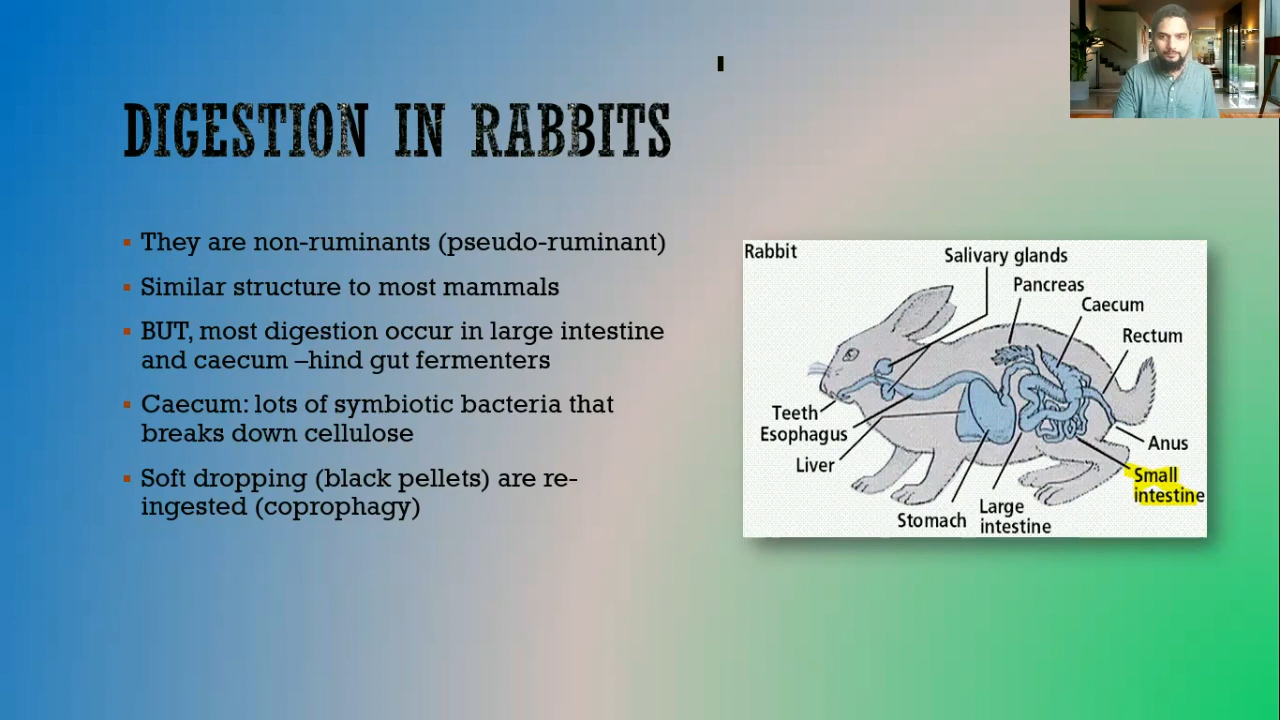 DIGESTION IN RABBITS
They are non-ruminants (pseudo-ruminant)
Similar structure to most mammals
BUT, most digestion occur in large intestine
and caecum –hind gut fermenters
Caecum: lots of symbiotic bacteria that
breaks down cellulose
Soft dropping (black pellets) are re-
ingested (coprophagy)
Rabbit
Salivary glands
Pancreas
Caecum
Rectum
Teeth
Esophagus
Liver
Anus
Small
intestine
Stomach
Large
intestine